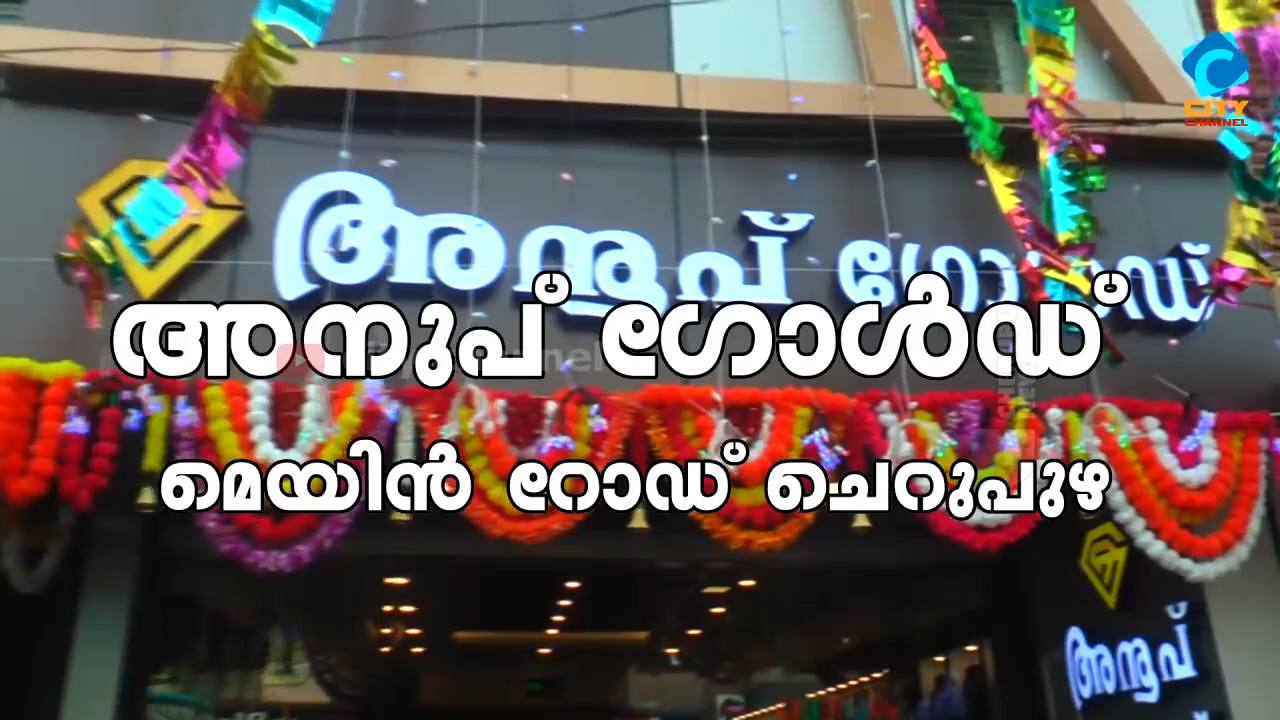 CITY
CHANNEL
അനൂപ് ഗോൾഡ്
അനുപ് ഗോൾഡ്
മെയിൻ റോഡ് ചെറുപുഴ
അനൂപ്